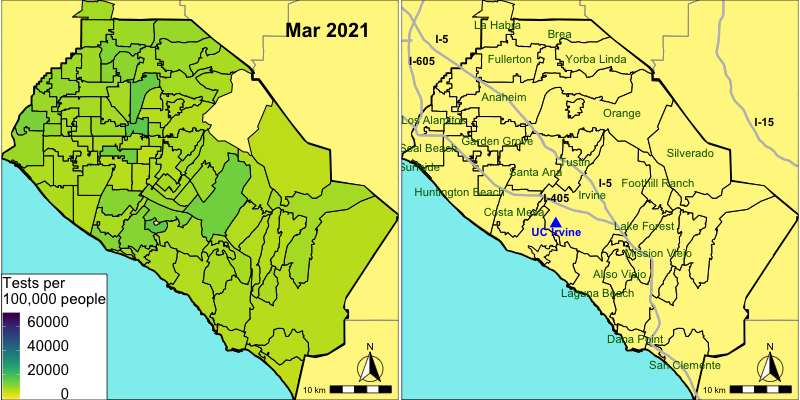 Mar 2021
Tests per
100,000 people
60000
40000
20000
0
N
10 km
La Habra
Brea
I-5
I-605
Fullerton
Yorba Linda
Anaheim
Orange
Los Alamitos
I-15
Garden Grove
Seal Beach
Silverado
Tustin
Sunside
Santa Ana
I-5
Foothill Ranch
Huntington Beach
I-405
Irvine
Costa Mesa
UC Irvine
Lake Forest
Mission Viejo
Aliso Viejo
Laguna Beach
Dana Point
San Clemente
N
10 km